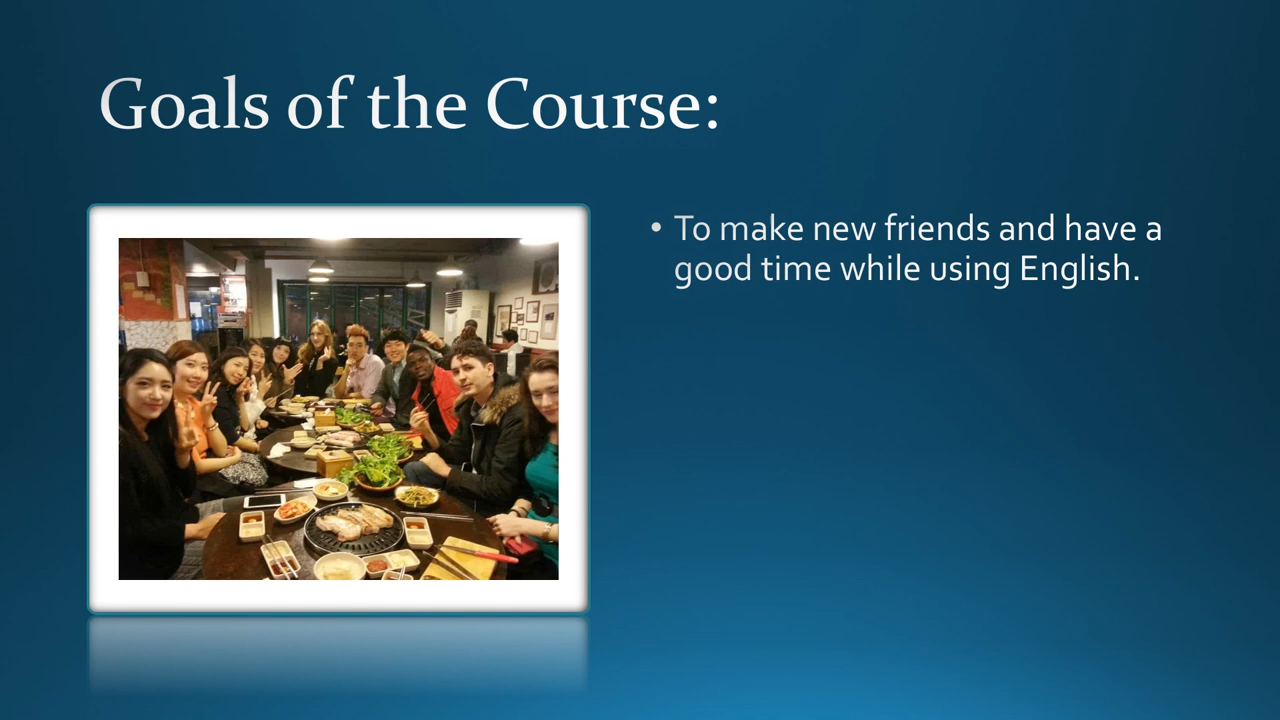 Goals of the Course:
• To make new friends and have a
good time while using English.